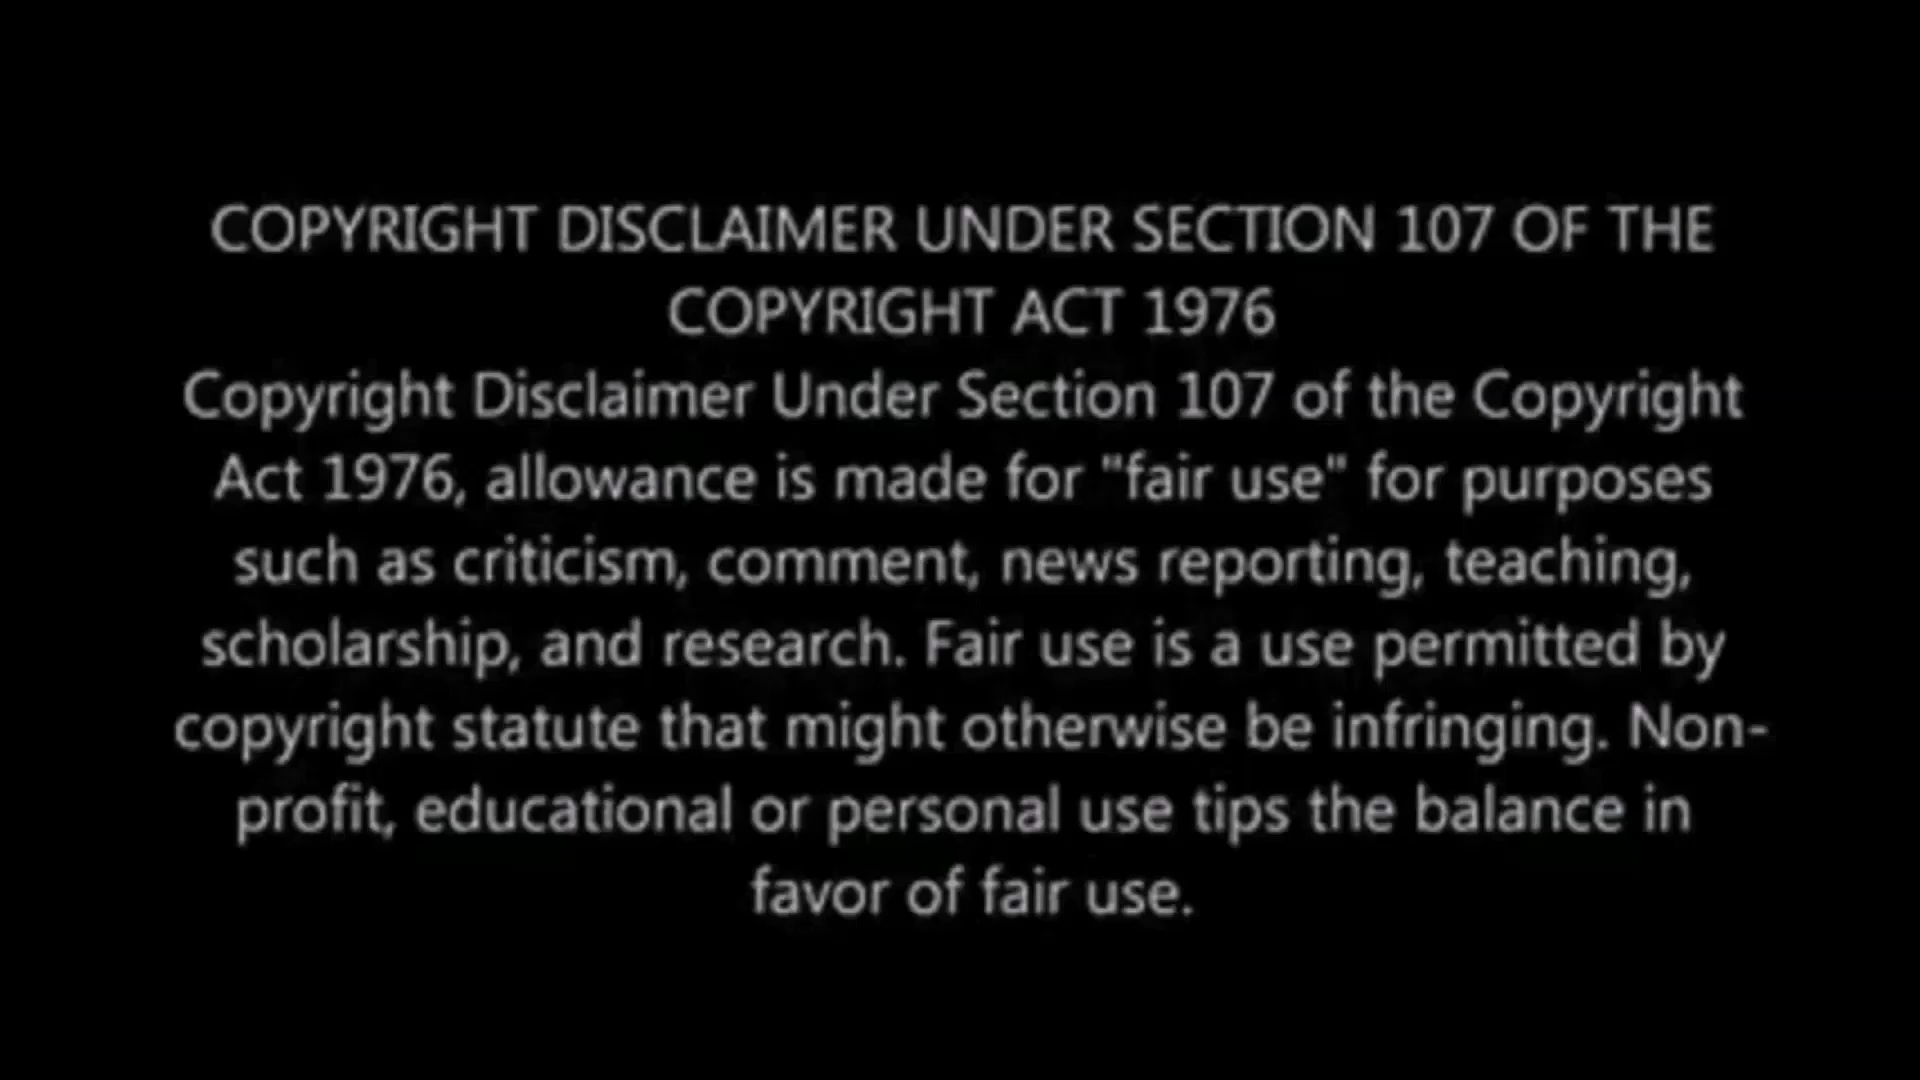 COPYRIGHT DISCLAIMER UNDER SECTION 107 OF THE
COPYRIGHT ACT 1976
Copyright Disclaimer Under Section 107 of the Copyright
Act 1976, allowance is made for "fair use" for purposes
such as criticism, comment, news reporting, teaching,
scholarship, and research. Fair use is a use permitted by
copyright statute that might otherwise be infringing. Non-
profit, educational or personal use tips the balance in
favor of fair use.